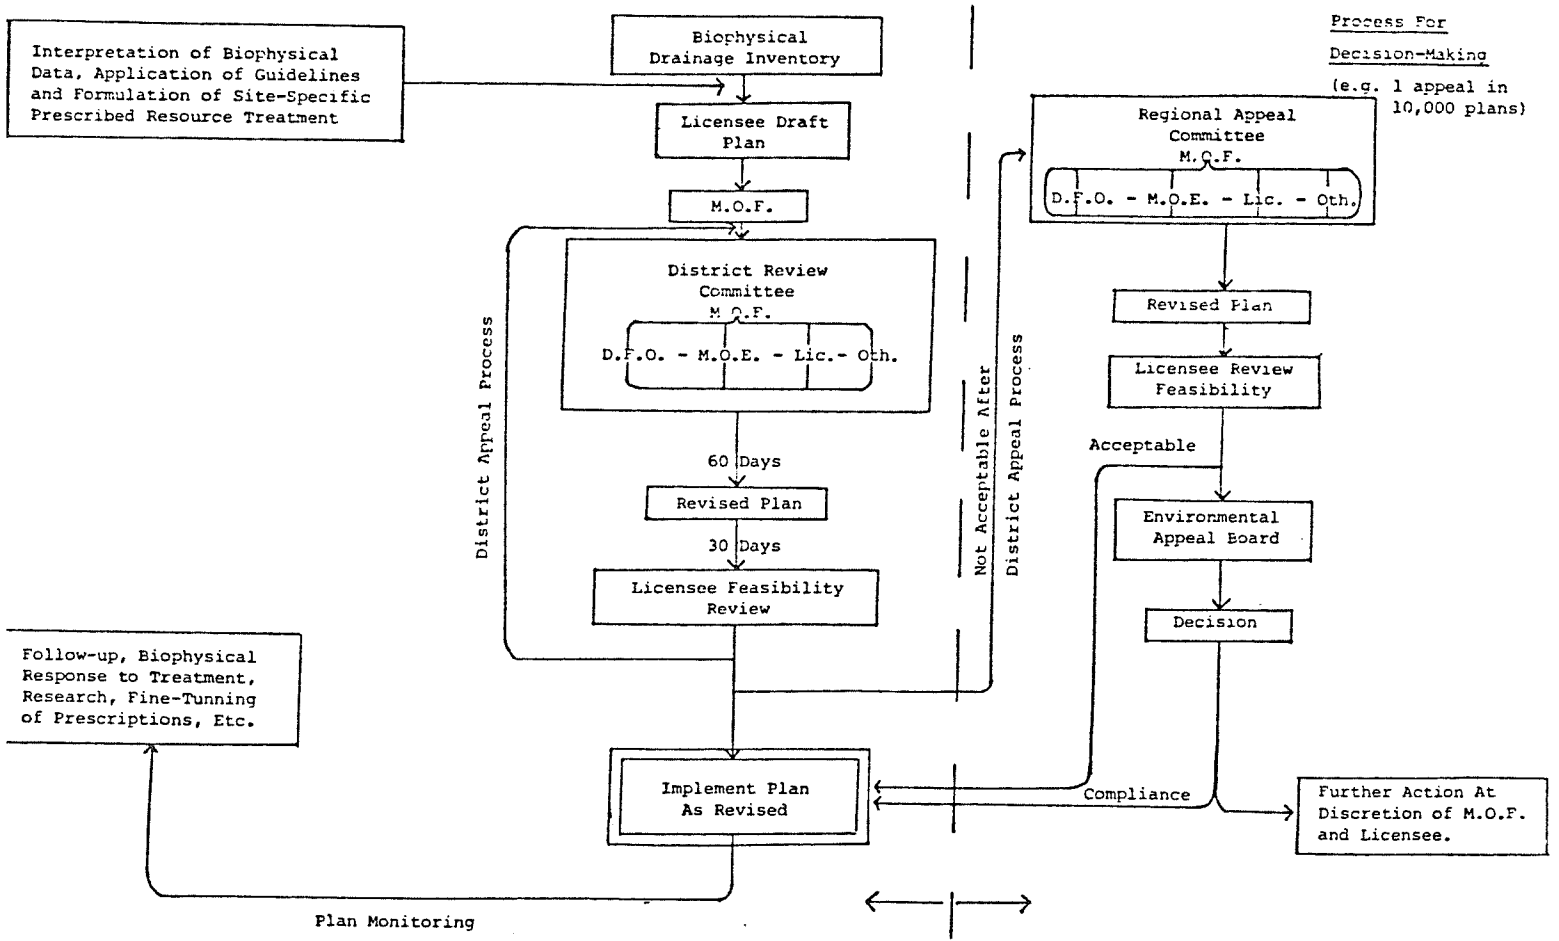 Interpretation of Biophysical
Data, Application of Guidelines
and Formulation of Site-Specific
Prescribed Resource Treatment
Biophysical
Drainage Inventory
Licensee Draft
Plan
M.O.F.
District Review
Committee
M.O.F.
D.F.O. - M.O.E. - Lic.- Oth.
60 Days
Revised Plan
30 Days
Licensee Feasibility
Review
District Appeal Process
Implement Plan
As Revised
Follow-up, Biophysical
Response to Treatment,
Research, Fine-Tunning
of Prescriptions, Etc.
Plan Monitoring
Not Acceptable After
District Appeal Process
Process For
Decision-Making
(e.g. 1 appeal in
10,000 plans)
Regional Appeal
Committee
M.O.F.
D.F.O. - M.O.E. - Lic. - Oth.
Revised Plan
Licensee Review
Feasibility
Acceptable
Environmental
Appeal Board
Decision
Compliance
Further Action At
Discretion of M.O.F.
and Licensee.